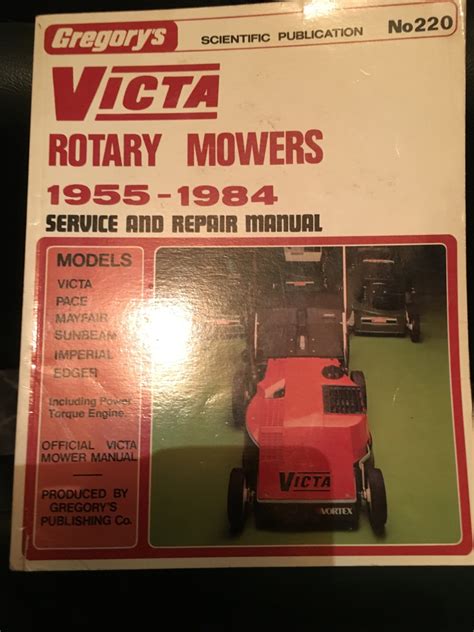 Gregory's
SCIENTIFIC PUBLICATION No220
VICTA
ROTARY MOWERS
1955-1984
SERVICE AND REPAIR MANUAL
MODELS
VICTA
PACE
MAYFAIR
SUNBEAM
IMPERIAL
EDGER
Including Power
Torque Engine.
OFFICIAL VICTA
MOWER MANUAL
PRODUCED BY
GREGORY'S
PUBLISHING Co.
VICTA
VORTEX